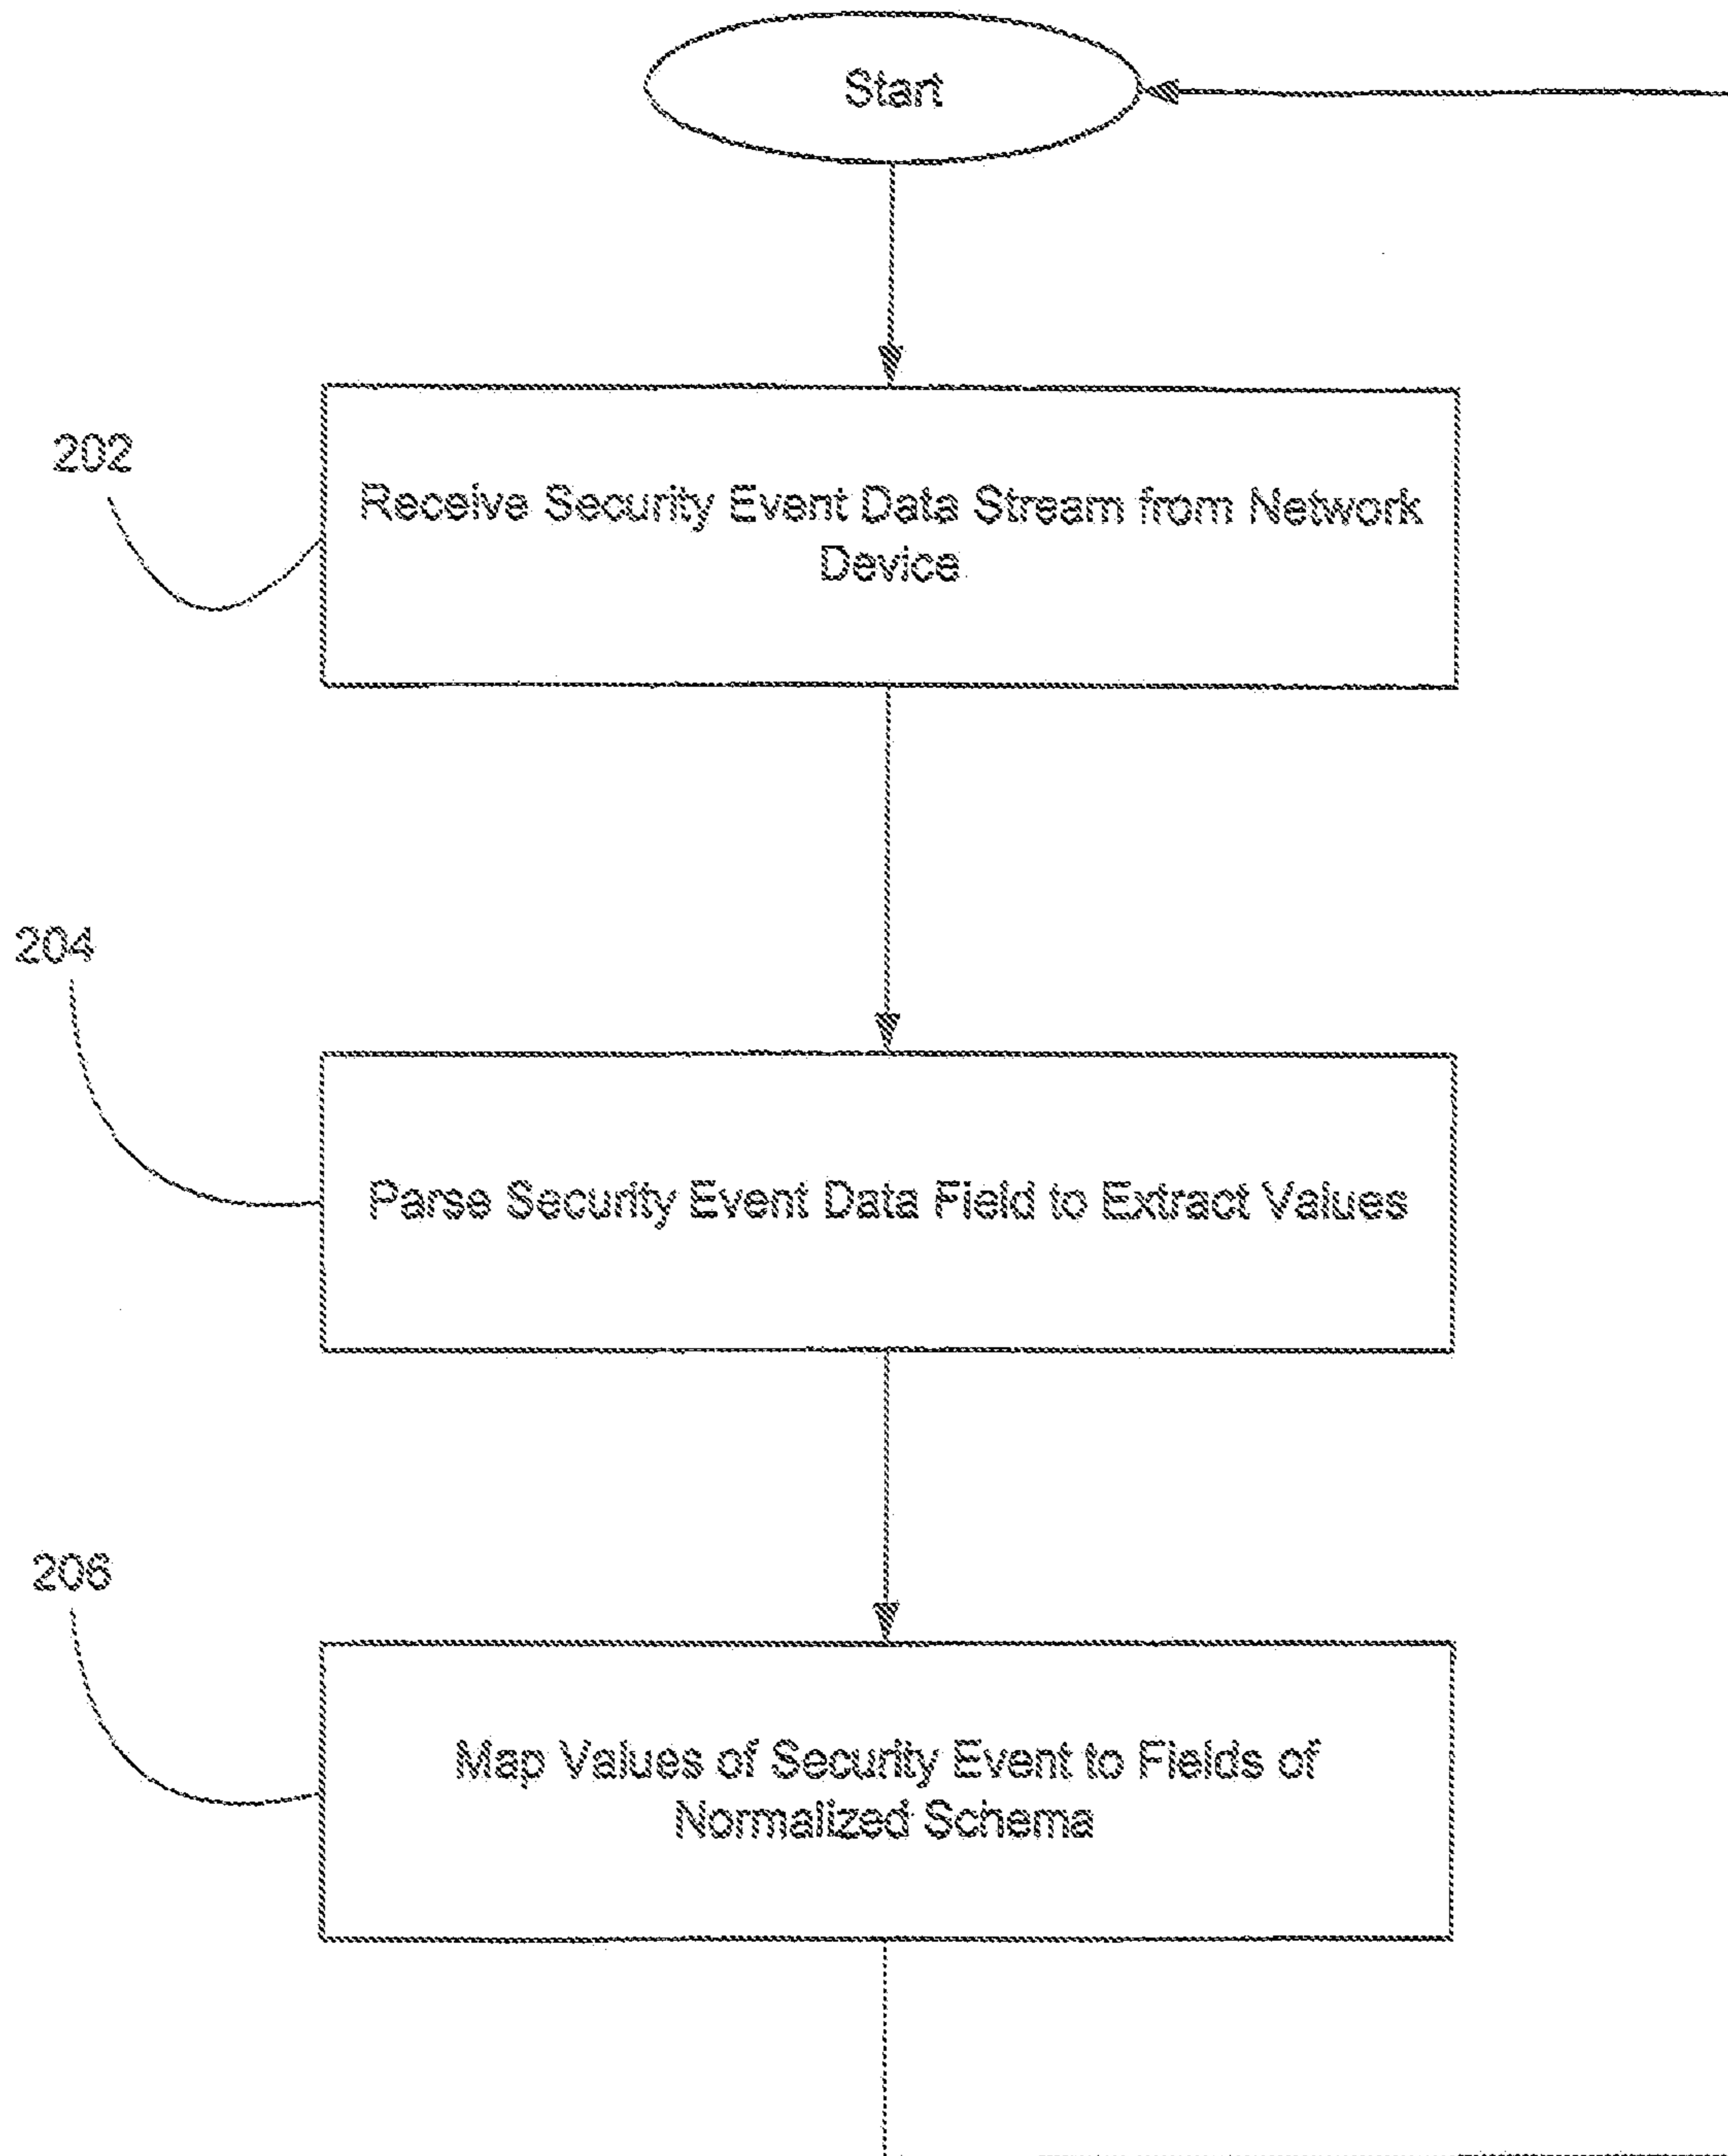 Start
202
Receive Security Event Data Stream from Network
Device
204
Parse Security Event Data Field to Extract Values
206
Map Values of Security Event to Fields of
Normalized Schema